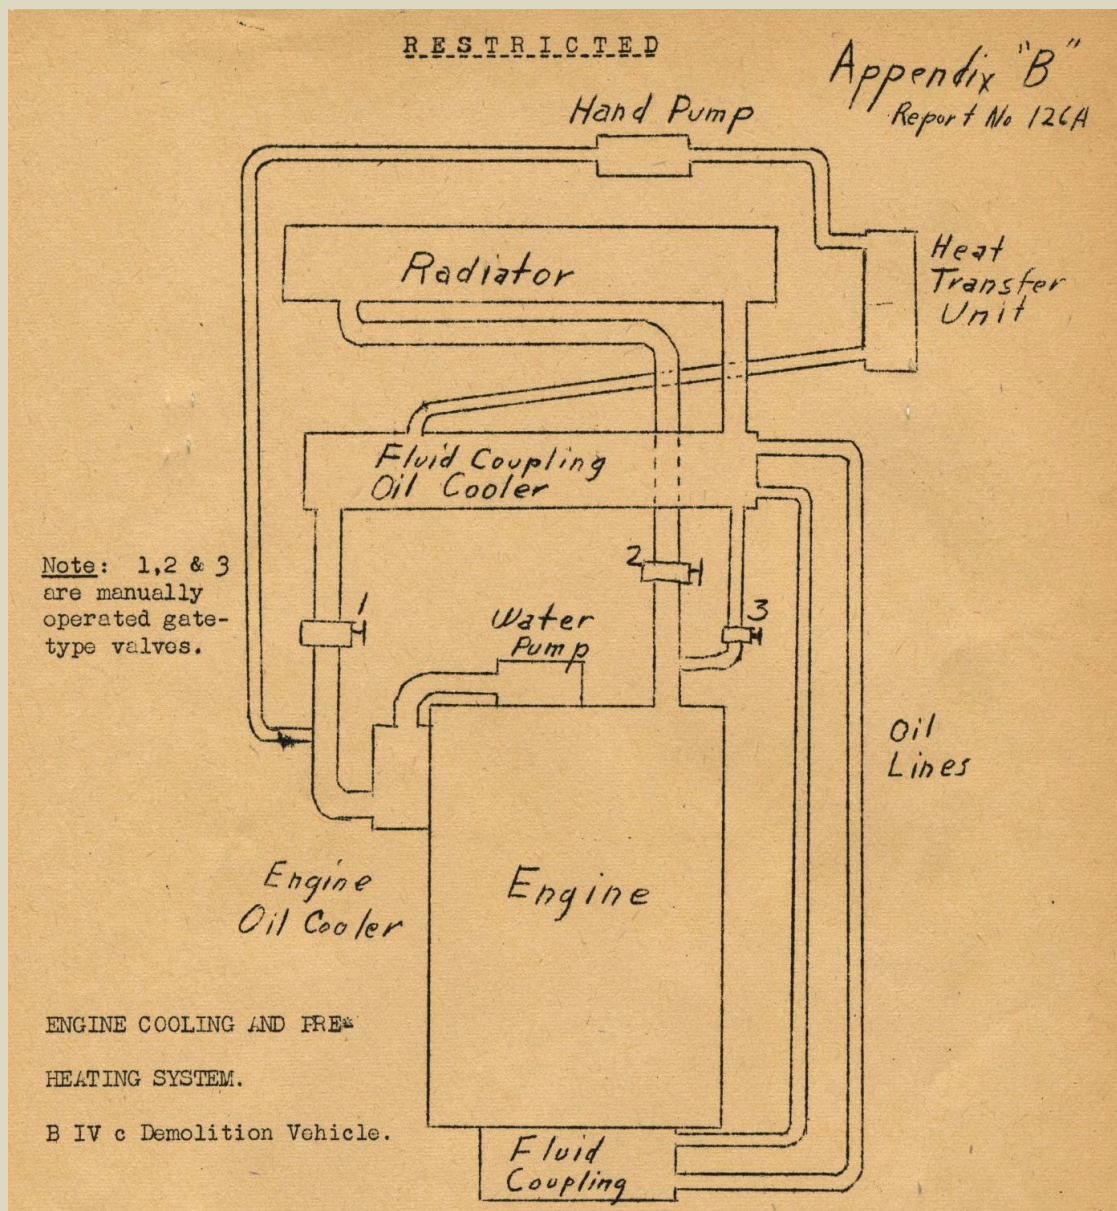 RESTRICTED
Appendix "B"
Report No 126A
Hand Pump
Radiator
Heat
Transfer
Unit
Fluid Coupling
Oil Cooler
Note: 1,2 & 3
are manually
operated gate-
type valves.
1
2
3
Water
Pump
Oil
Lines
Engine
Oil Cooler
Engine
ENGINE COOLING AND PRE-
HEATING SYSTEM.
B IV c Demolition Vehicle.
Fluid
Coupling